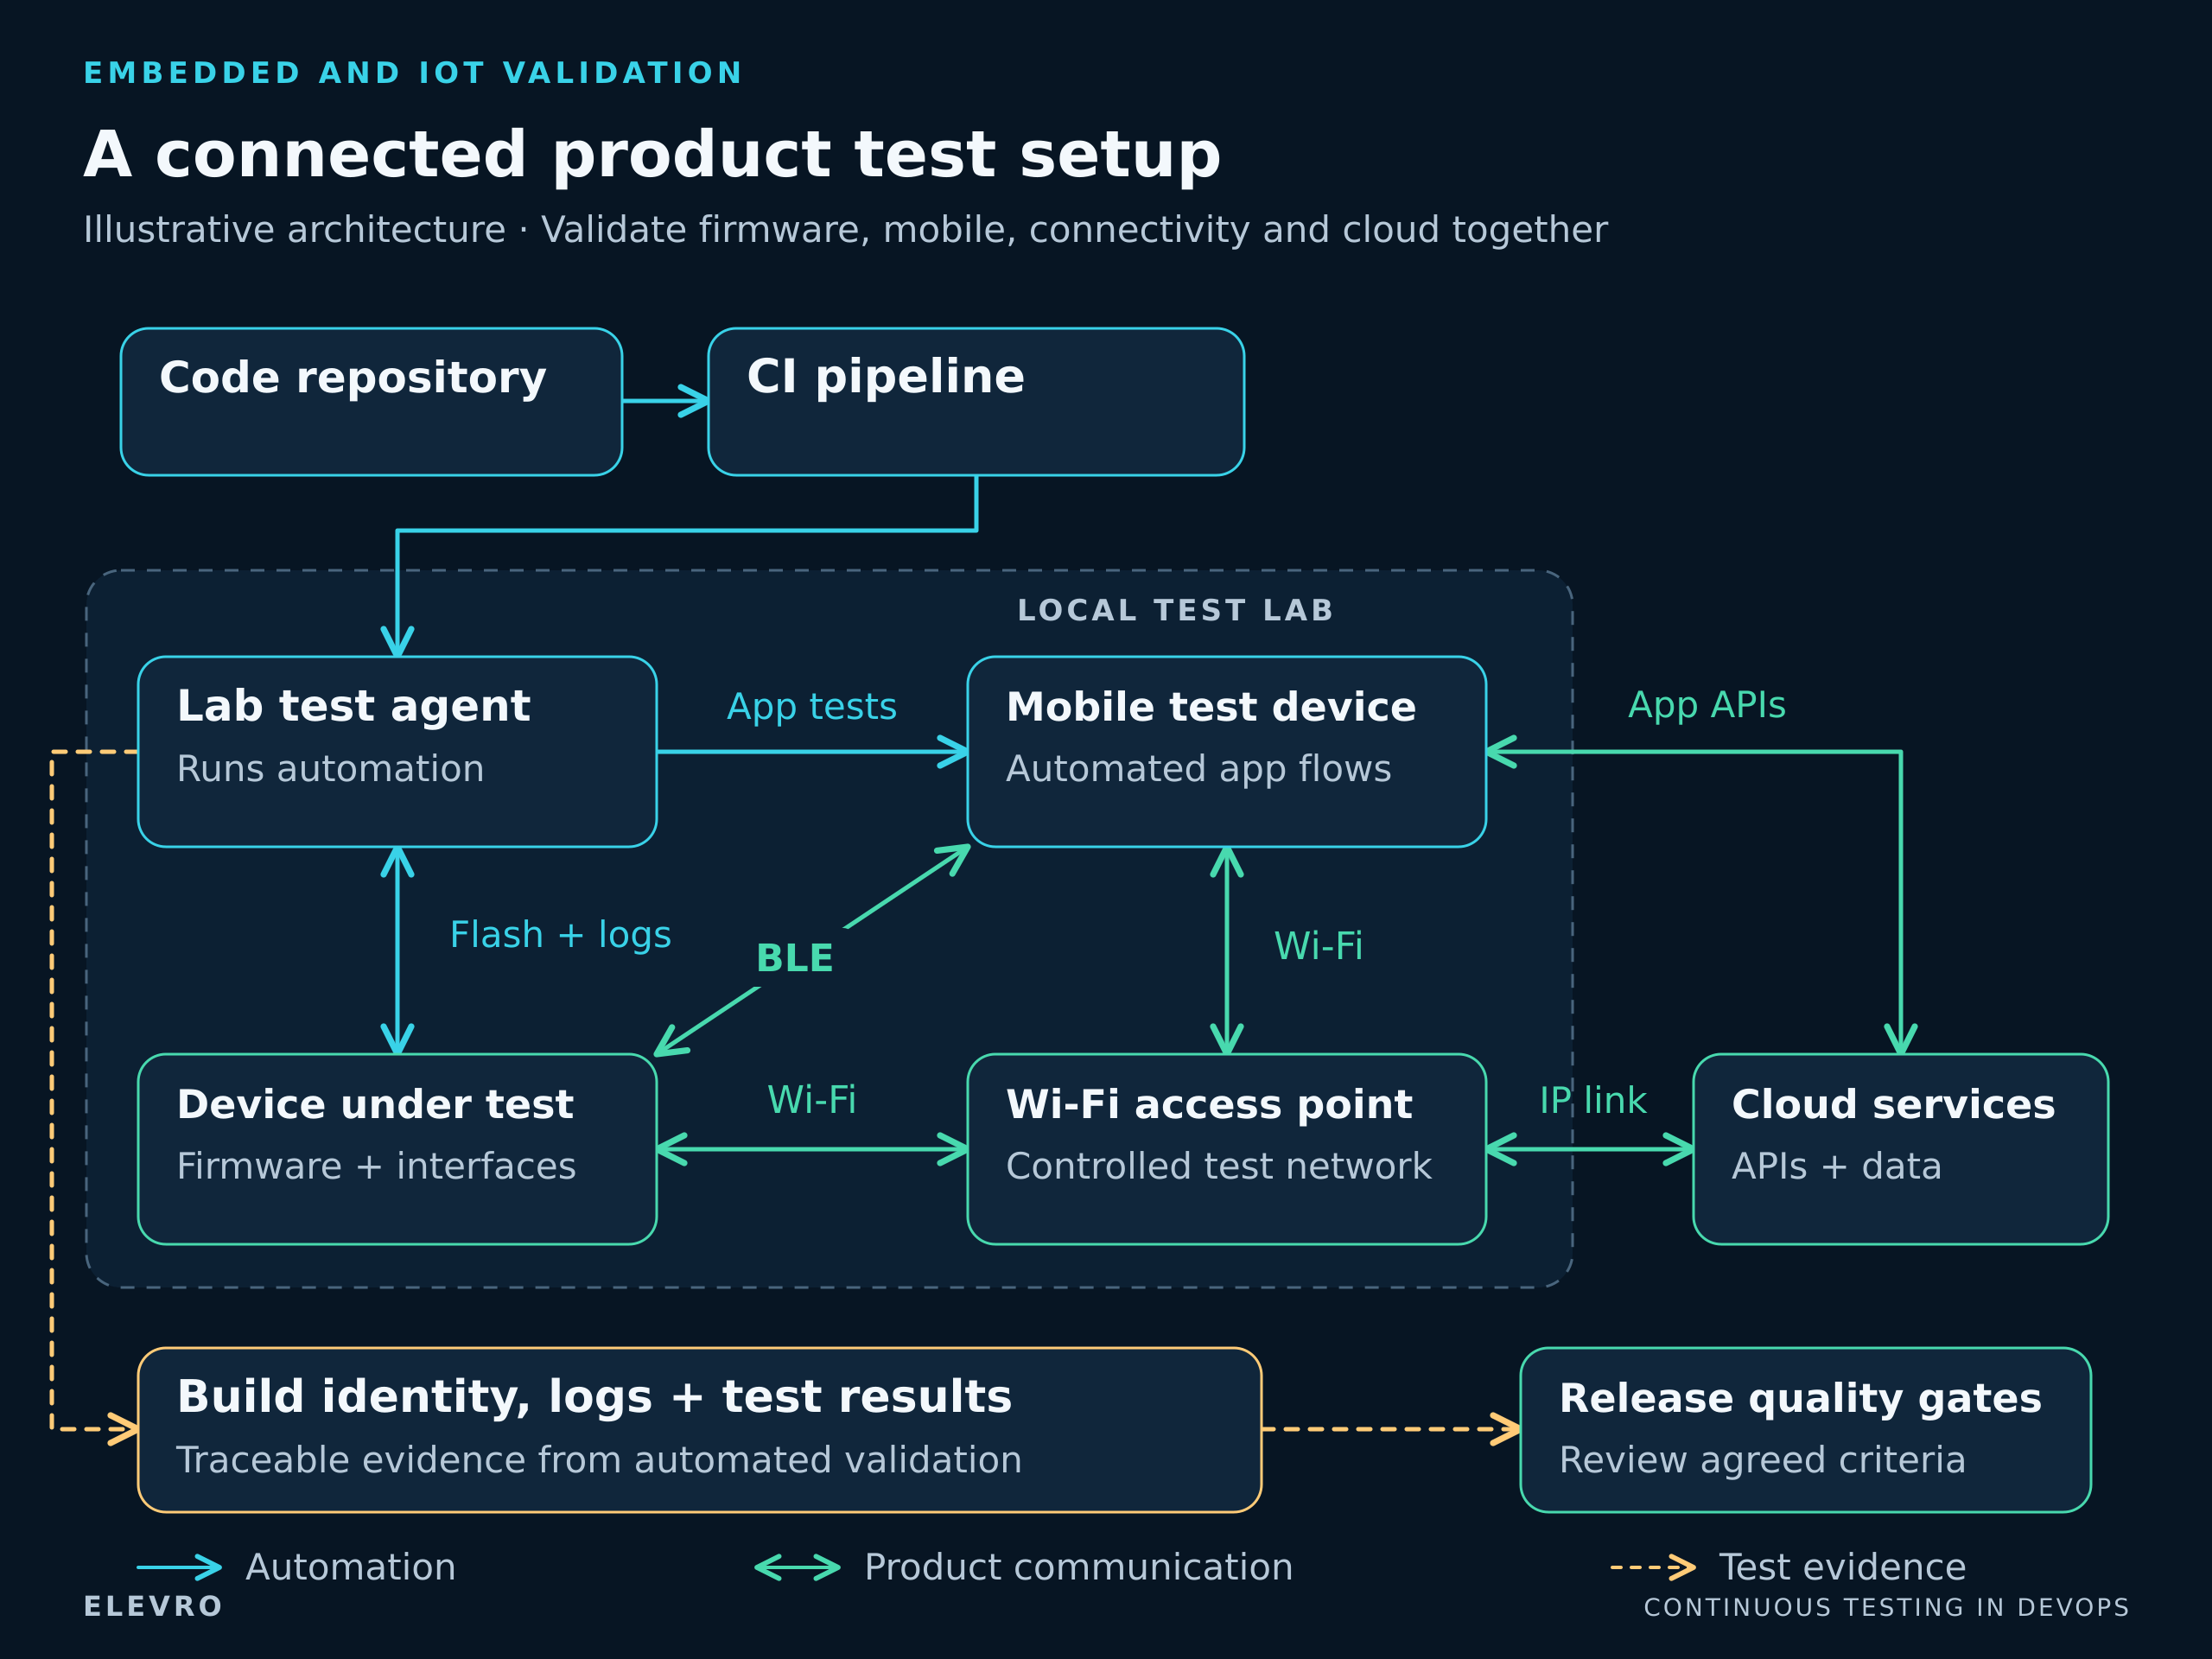 EMBEDDED AND IOT VALIDATION
A connected product test setup
Illustrative architecture · Validate firmware, mobile, connectivity and cloud together
Code repository
CI pipeline
LOCAL TEST LAB
Lab test agent
Runs automation
App tests
Mobile test device
Automated app flows
App APIs
Flash + logs
BLE
Wi-Fi
Device under test
Firmware + interfaces
Wi-Fi
Wi-Fi access point
Controlled test network
IP link
Cloud services
APIs + data
Build identity, logs + test results
Traceable evidence from automated validation
Release quality gates
Review agreed criteria
Automation
Product communication
Test evidence
ELEVRO
CONTINUOUS TESTING IN DEVOPS